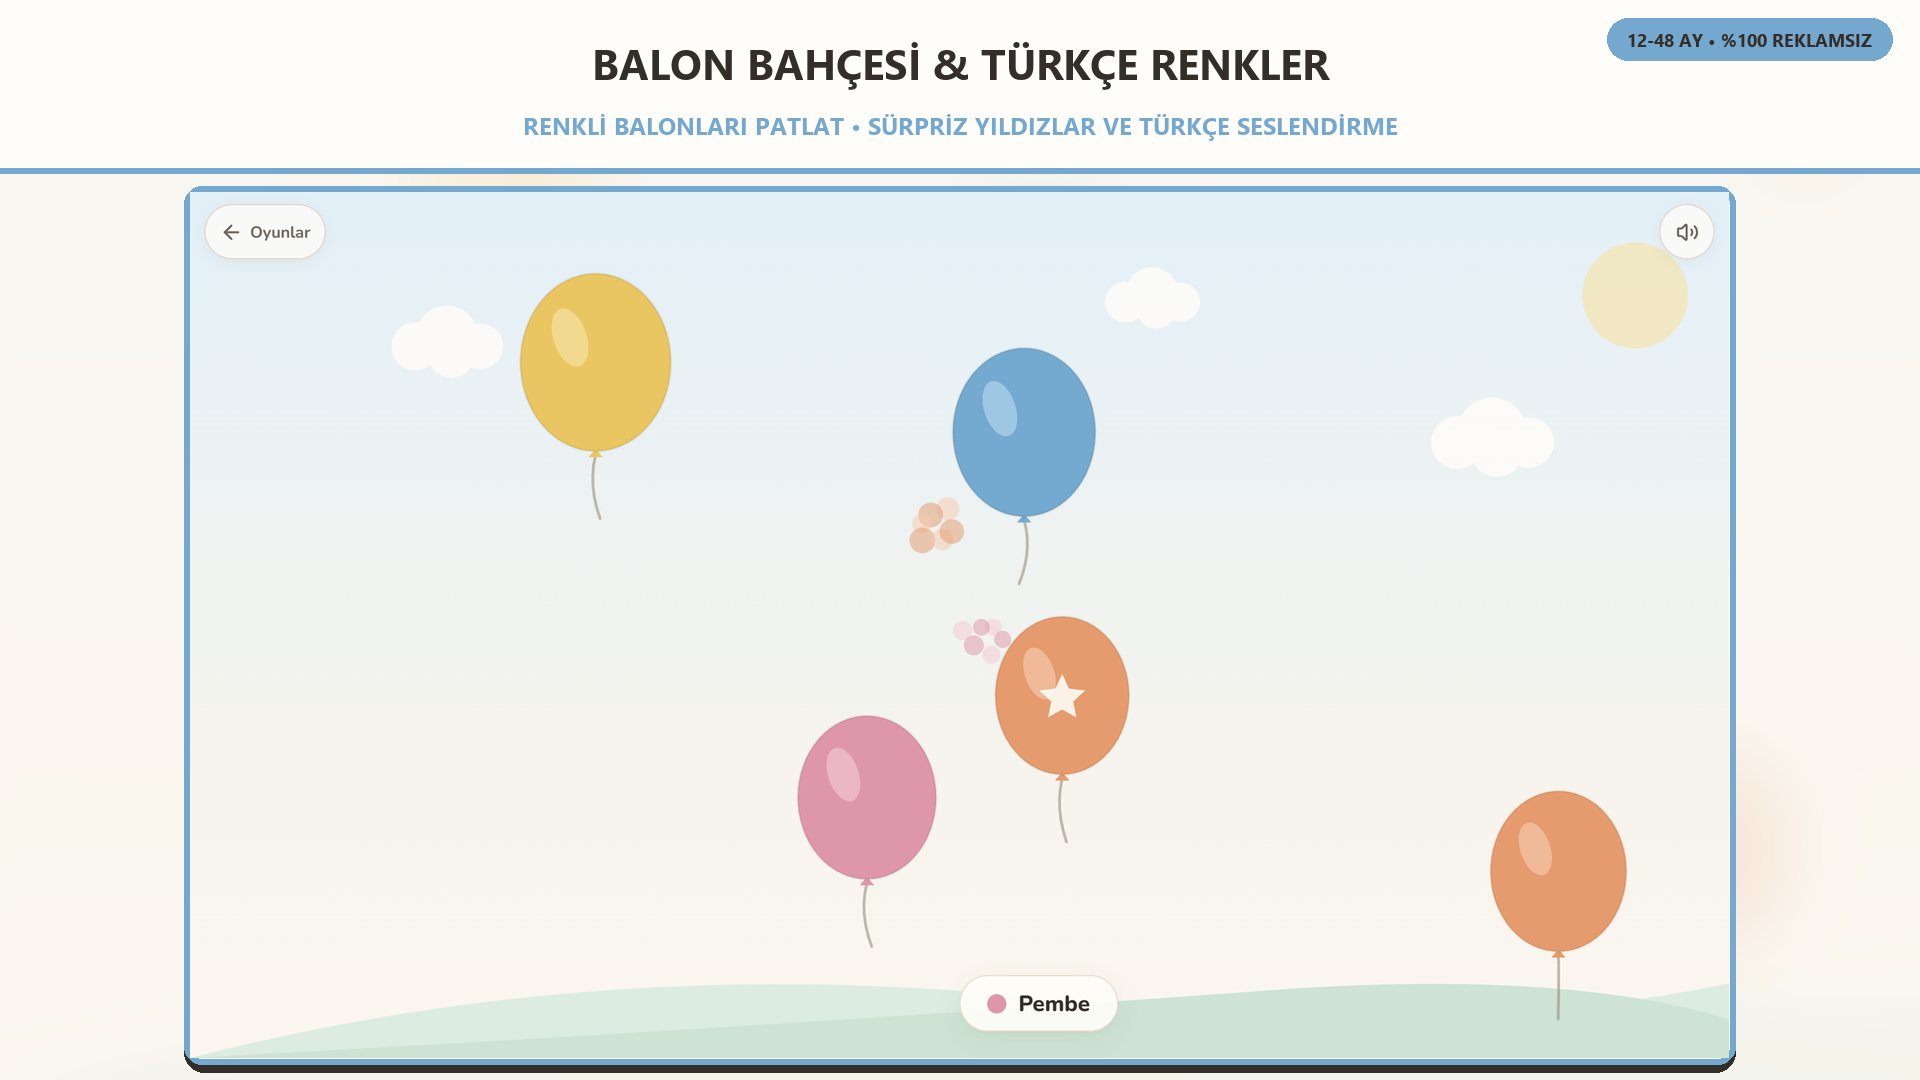 BALON BAHÇESİ & TÜRKÇE RENKLER
12-48 AY • %100 REKLAMSIZ
RENKLİ BALONLARI PATLAT • SÜRPRİZ YILDIZLAR VE TÜRKÇE SESLENDİRME
Oyunlar
Pembe